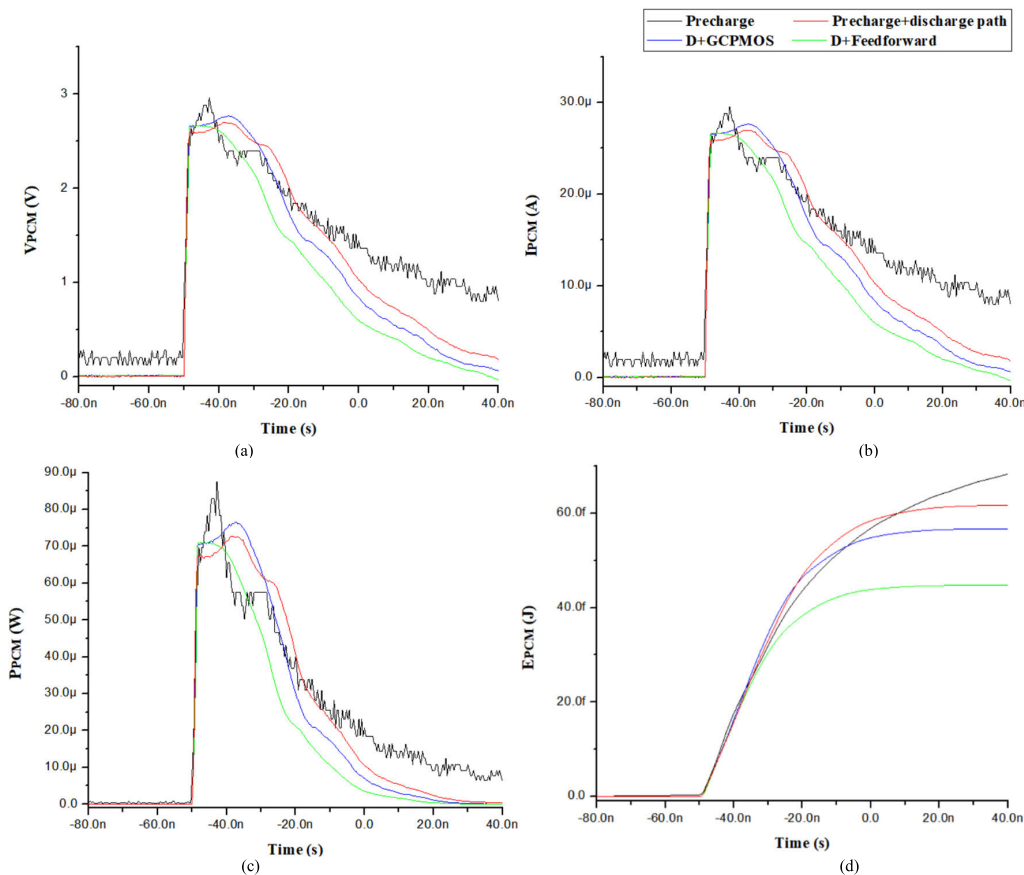 Precharge
Precharge+discharge path
D+GCPMOS
D+Feedforward
VPCM (V)
3
2
1
0
-80.0n -60.0n -40.0n -20.0n 0.0 20.0n 40.0n
Time (s)
(a)
IPCM (A)
30.0µ
20.0µ
10.0µ
0.0
-80.0n -60.0n -40.0n -20.0n 0.0 20.0n 40.0n
Time (s)
(b)
PPCM (W)
90.0µ
80.0µ
70.0µ
60.0µ
50.0µ
40.0µ
30.0µ
20.0µ
10.0µ
0.0
-80.0n -60.0n -40.0n -20.0n 0.0 20.0n 40.0n
Time (s)
(c)
EPCM (J)
60.0f
40.0f
20.0f
0.0
-80.0n -60.0n -40.0n -20.0n 0.0 20.0n 40.0n
Time (s)
(d)